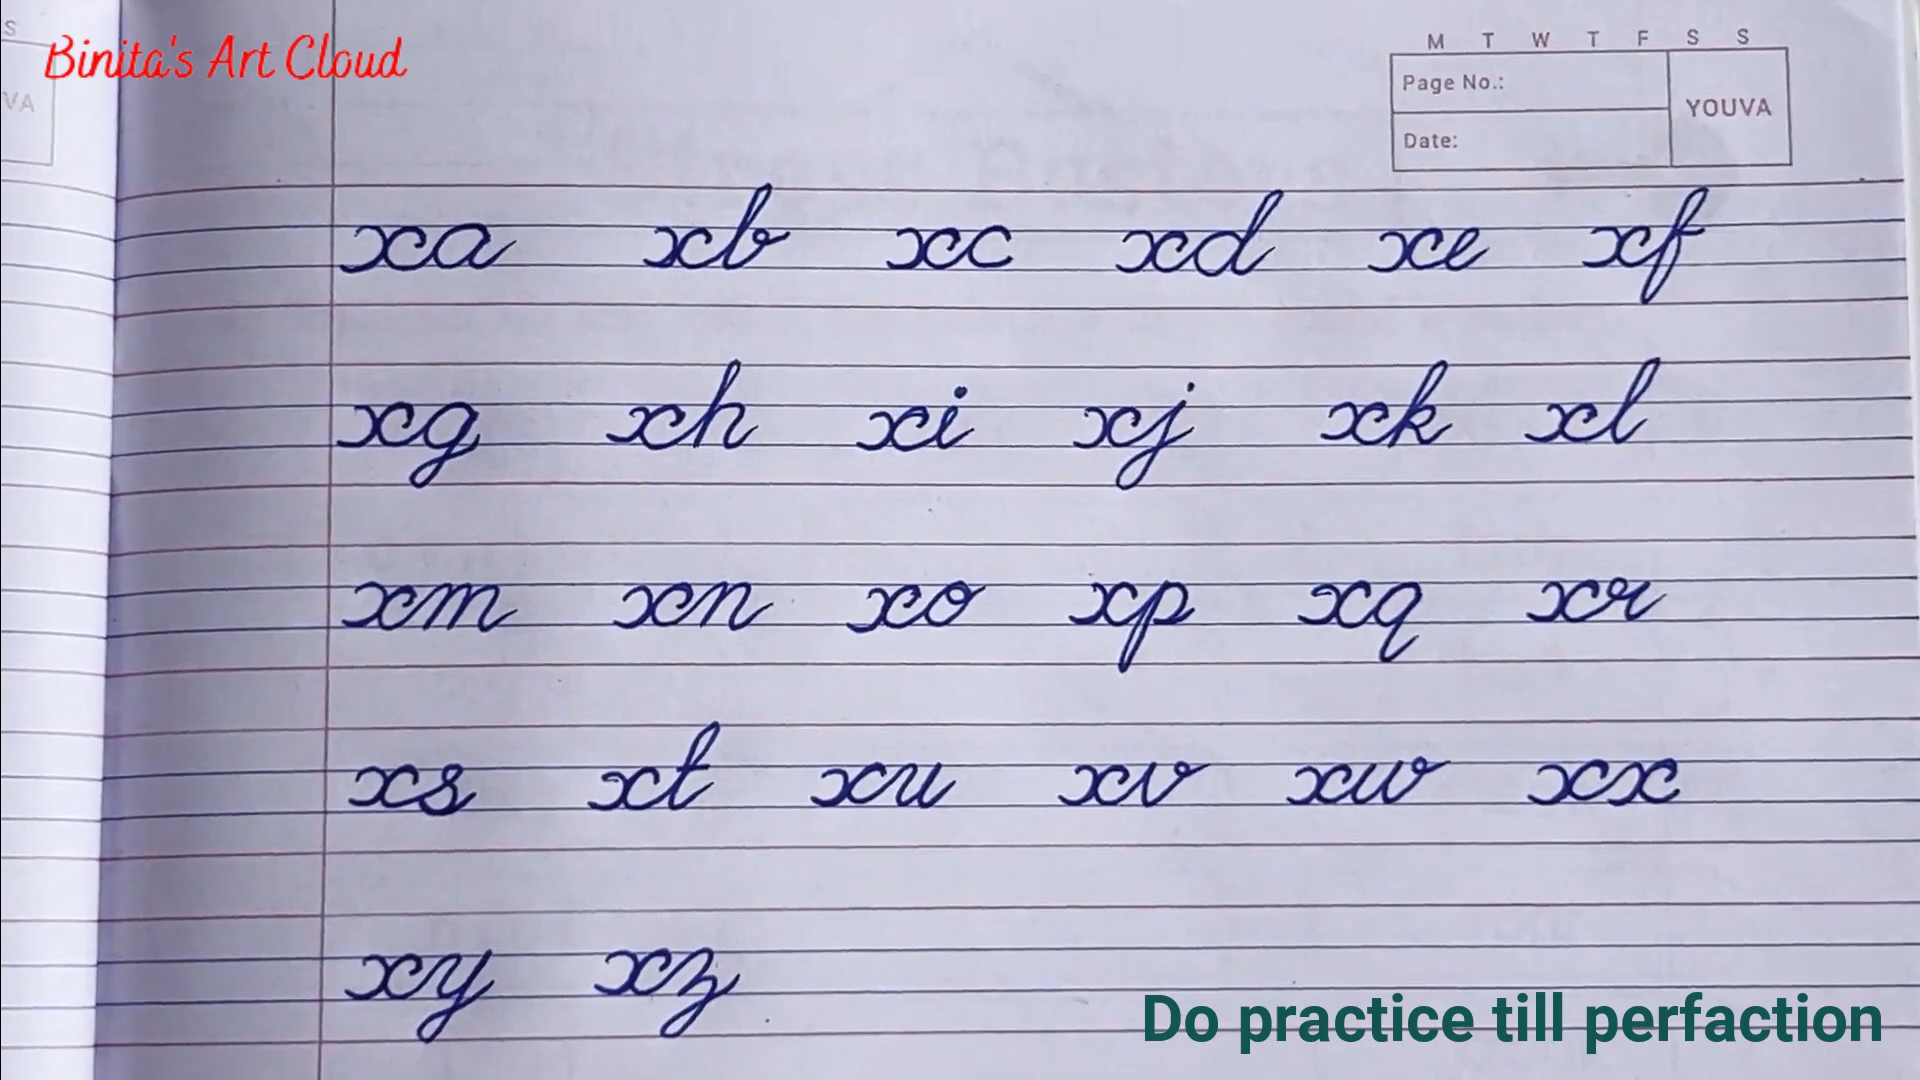 S
Binita's Art Cloud
M T W T F S S
Page No.:
YOUVA
VA
Date:
xa xb xc xd xe xf
xg xh xi xj xk xl
xm xn xo xp xq xr
xs xt xu xv xw xx
xy xz
Do practice till perfaction